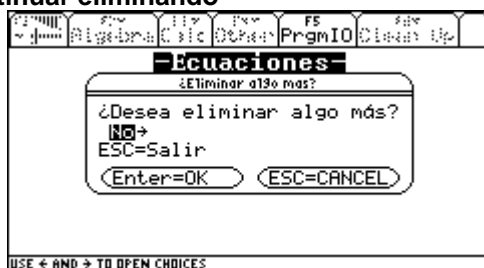 tinuar eliminando
Algebra Calc Other PrgmIO Clean Up
F5
-Ecuaciones-
¿Eliminar algo mas?
¿Desea eliminar algo más?
No→
ESC=Salir
Enter=OK ESC=CANCEL
USE ← AND → TO OPEN CHOICES